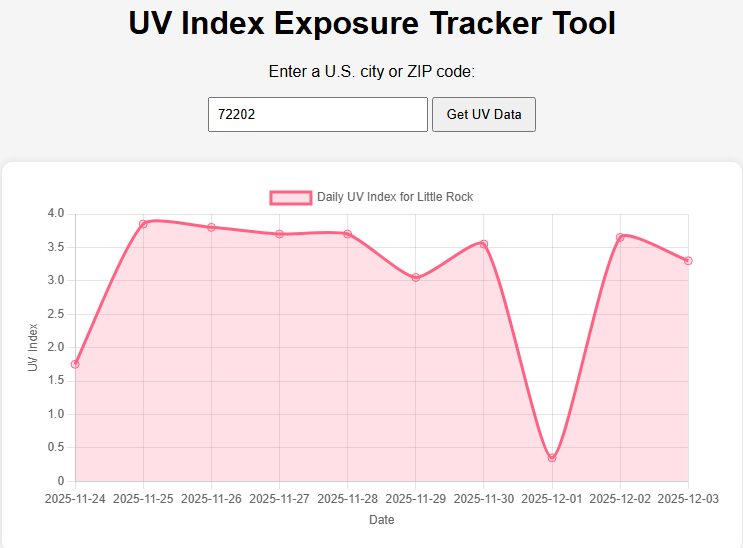 UV Index Exposure Tracker Tool
Enter a U.S. city or ZIP code:
72202 Get UV Data
Daily UV Index for Little Rock
4.0
3.5
3.0
2.5
2.0
1.5
1.0
0.5
0
UV Index
2025-11-24 2025-11-25 2025-11-26 2025-11-27 2025-11-28 2025-11-29 2025-11-30 2025-12-01 2025-12-02 2025-12-03
Date